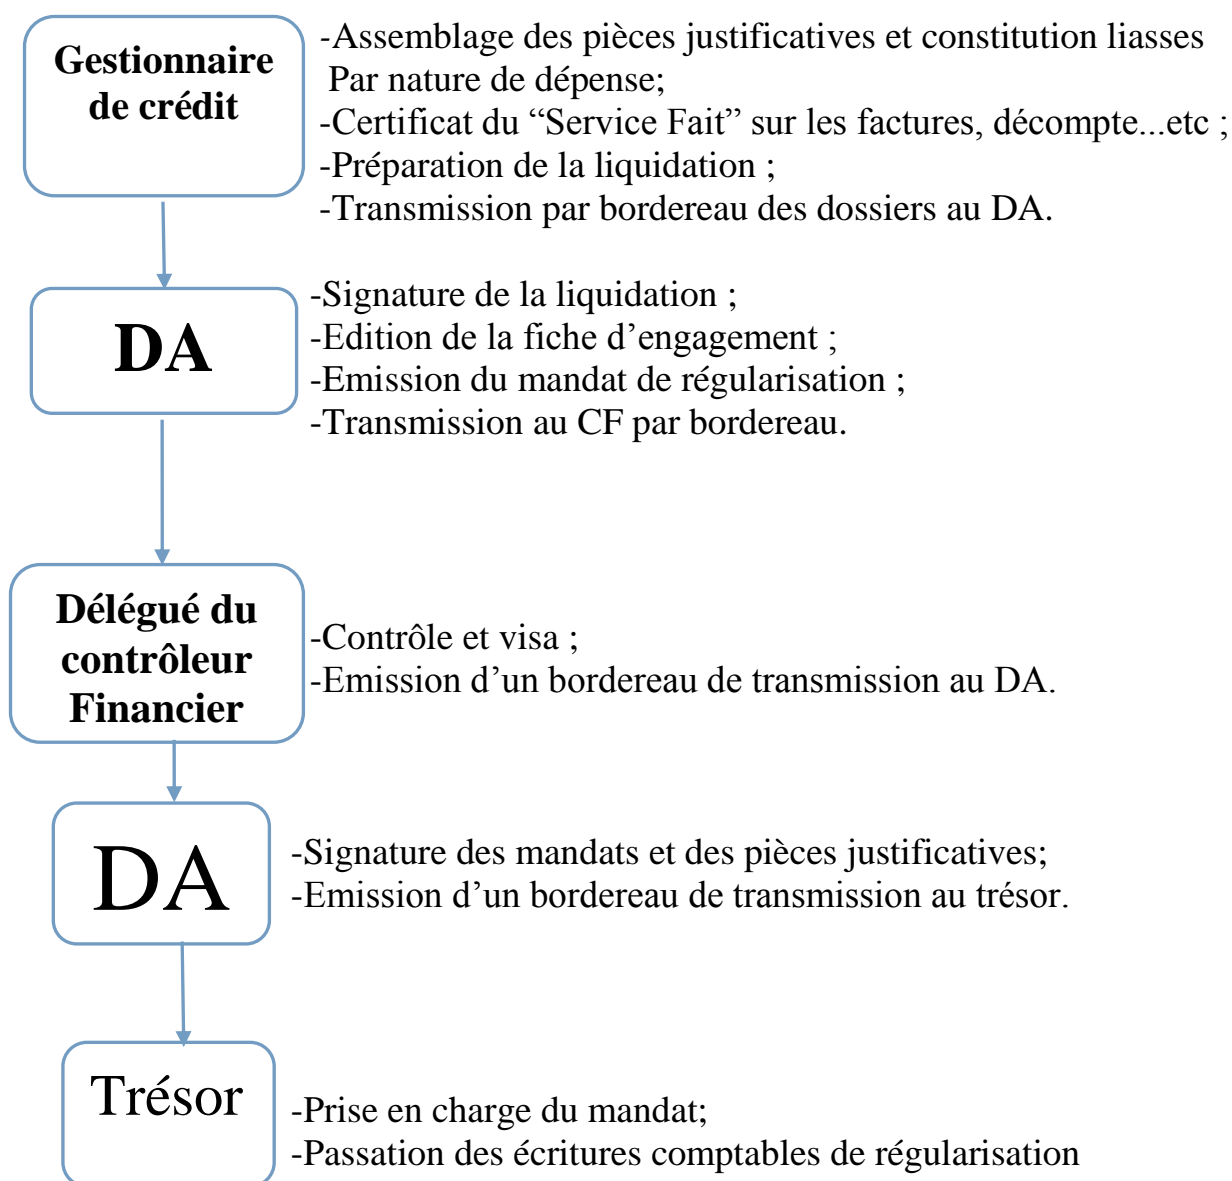 Gestionnaire
de crédit
-Assemblage des pièces justificatives et constitution liasses
Par nature de dépense;
-Certificat du “Service Fait” sur les factures, décompte...etc ;
-Préparation de la liquidation ;
-Transmission par bordereau des dossiers au DA.
DA
-Signature de la liquidation ;
-Edition de la fiche d’engagement ;
-Emission du mandat de régularisation ;
-Transmission au CF par bordereau.
Délégué du
contrôleur
Financier
-Contrôle et visa ;
-Emission d’un bordereau de transmission au DA.
DA
-Signature des mandats et des pièces justificatives;
-Emission d’un bordereau de transmission au trésor.
Trésor
-Prise en charge du mandat;
-Passation des écritures comptables de régularisation